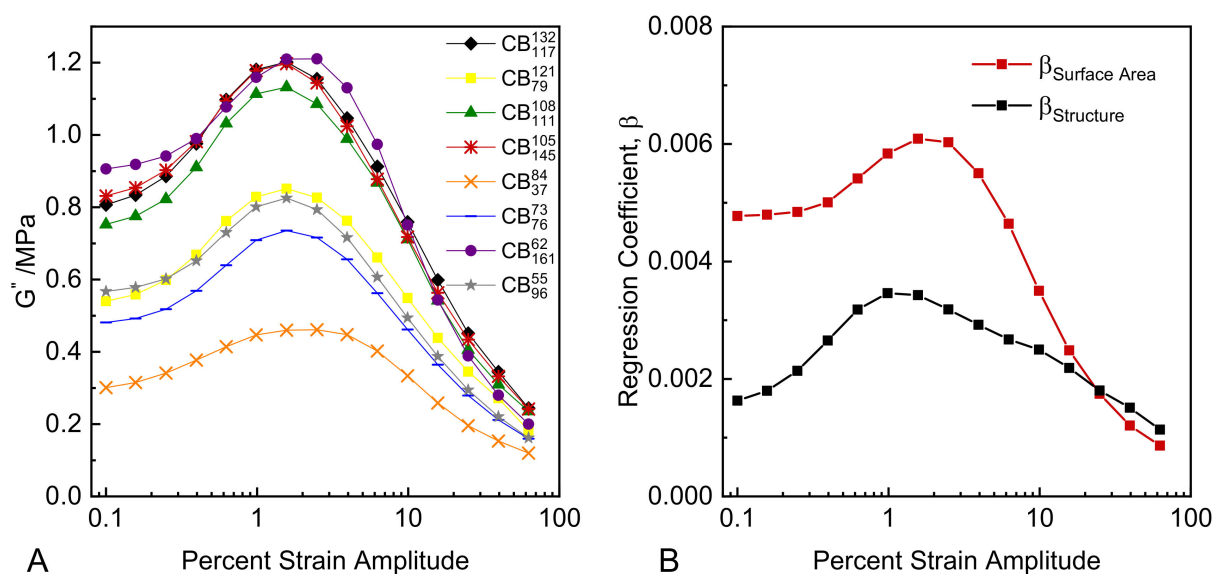 1.2
1.0
0.8
0.6
0.4
0.2
0.0
G" /MPa
0.1
1
10
100
Percent Strain Amplitude
A
CB¹³²₁₁₇
CB¹²¹₇₉
CB¹⁰⁸₁₁₁
CB¹⁰⁵₁₄₅
CB⁸⁴₃₇
CB⁷³₇₆
CB⁶²₁₆₁
CB⁵⁵₉₆
0.008
0.006
0.004
0.002
0.000
Regression Coefficient, β
0.1
1
10
100
Percent Strain Amplitude
B
β Surface Area
β Structure